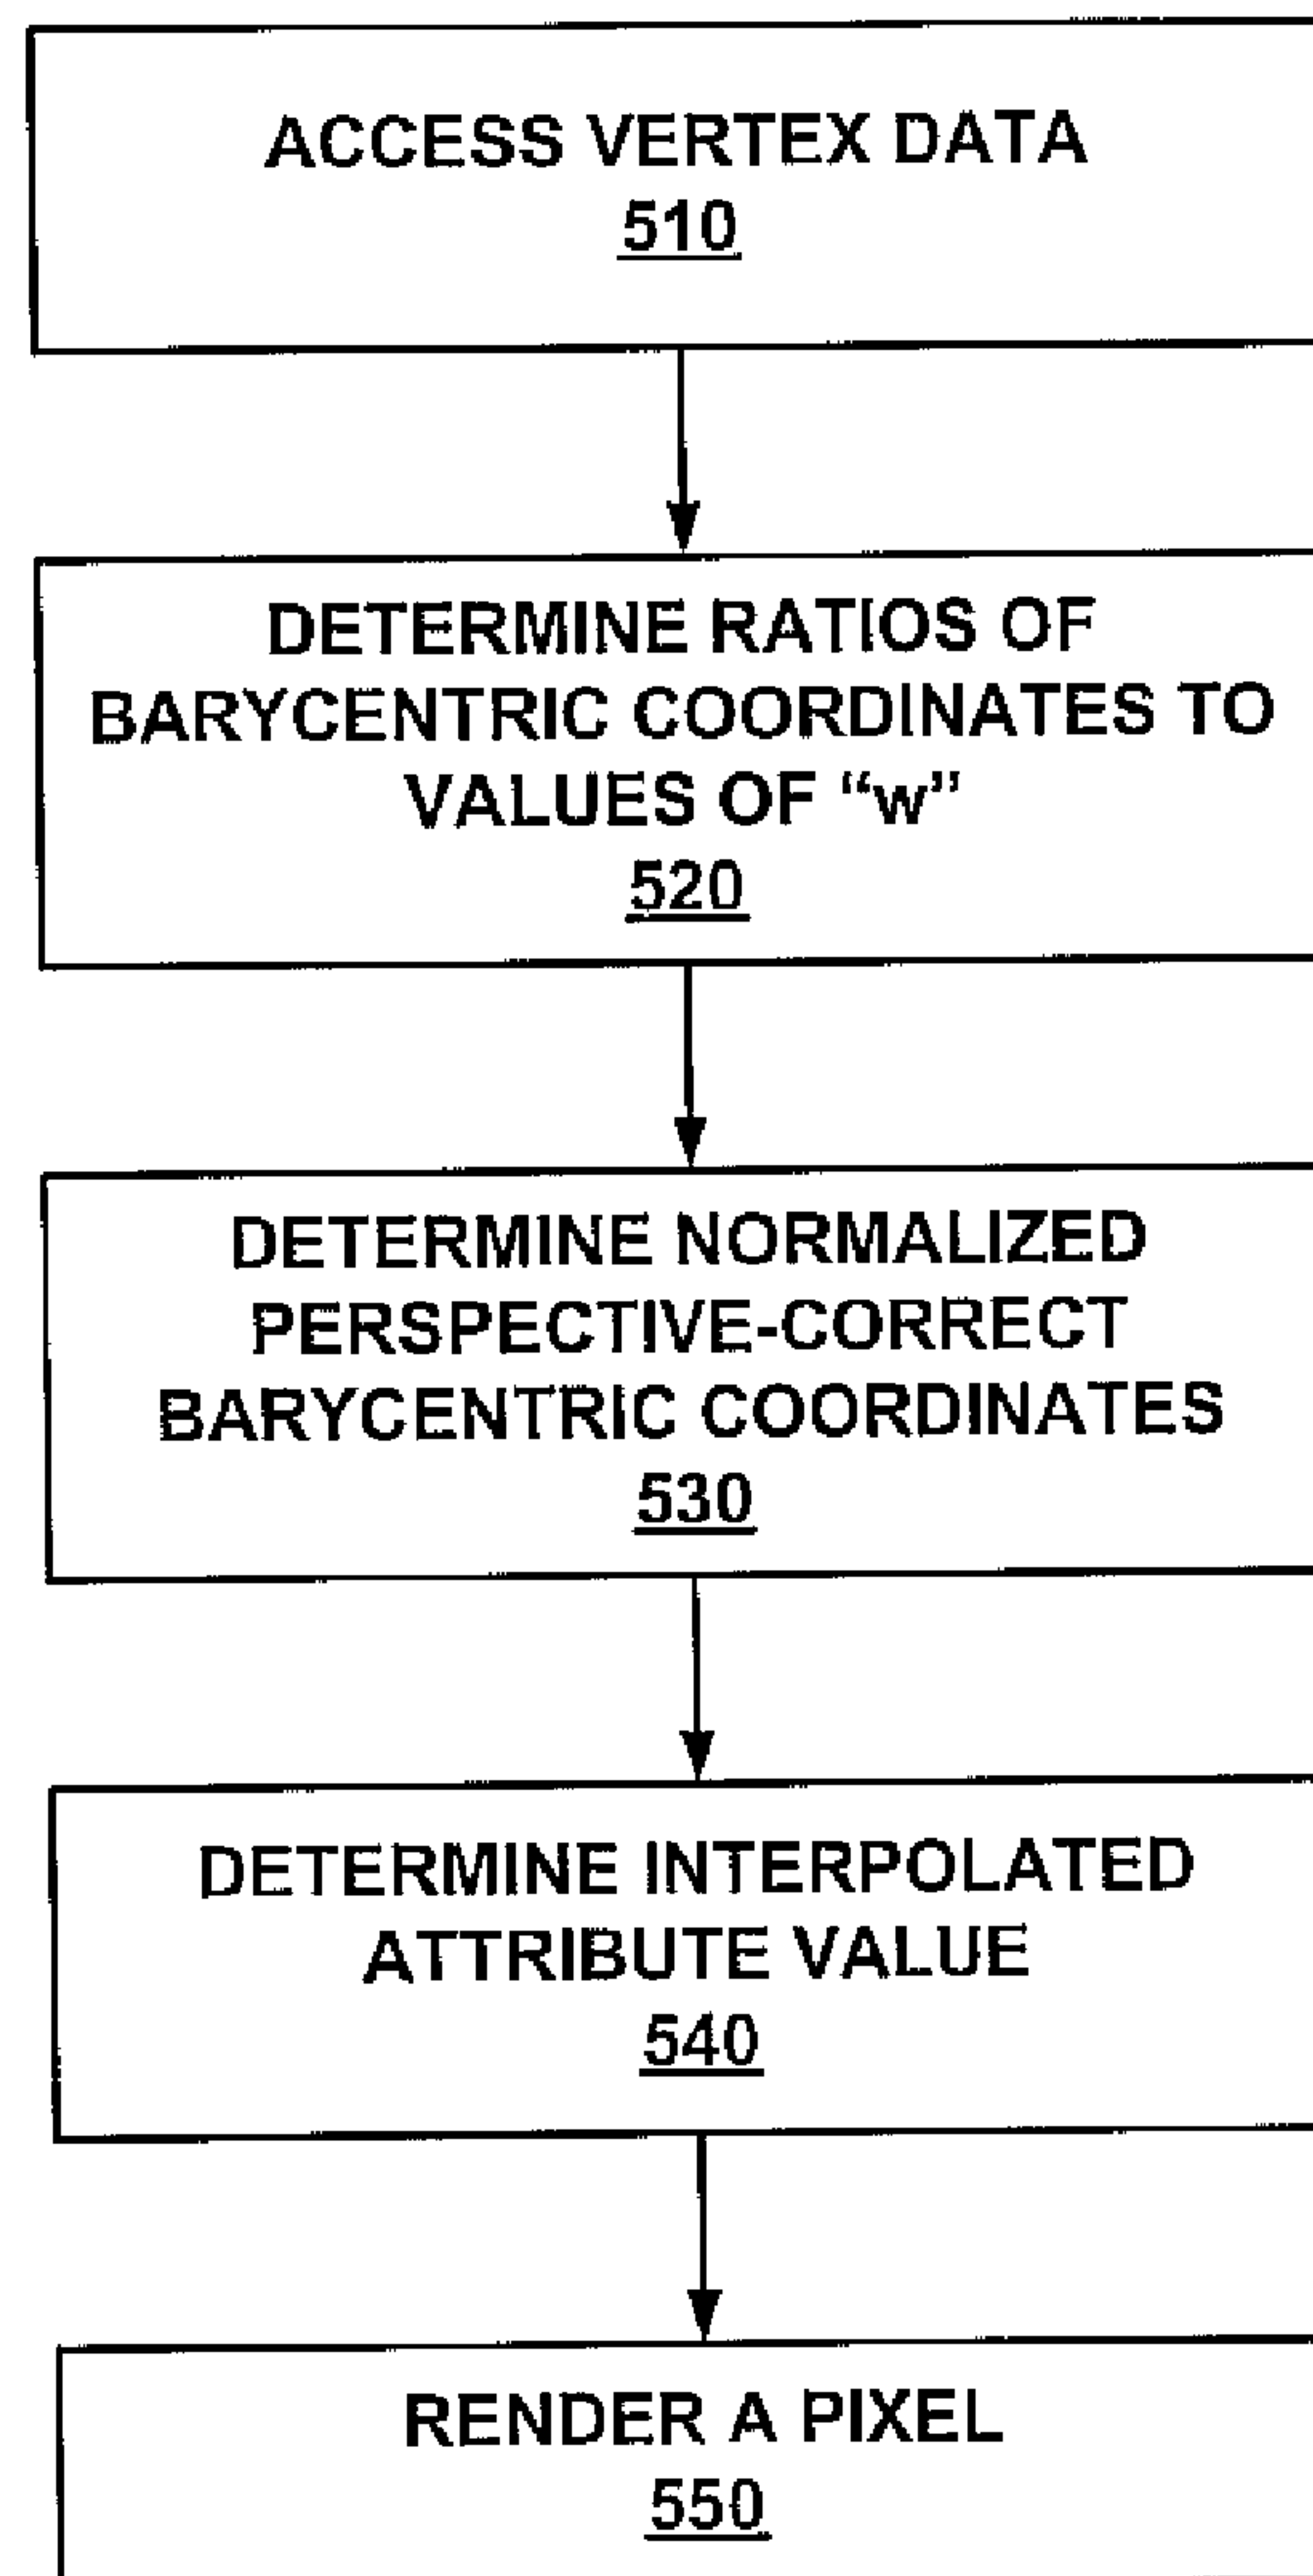 ACCESS VERTEX DATA
510
DETERMINE RATIOS OF
BARYCENTRIC COORDINATES TO
VALUES OF “w”
520
DETERMINE NORMALIZED
PERSPECTIVE-CORRECT
BARYCENTRIC COORDINATES
530
DETERMINE INTERPOLATED
ATTRIBUTE VALUE
540
RENDER A PIXEL
550